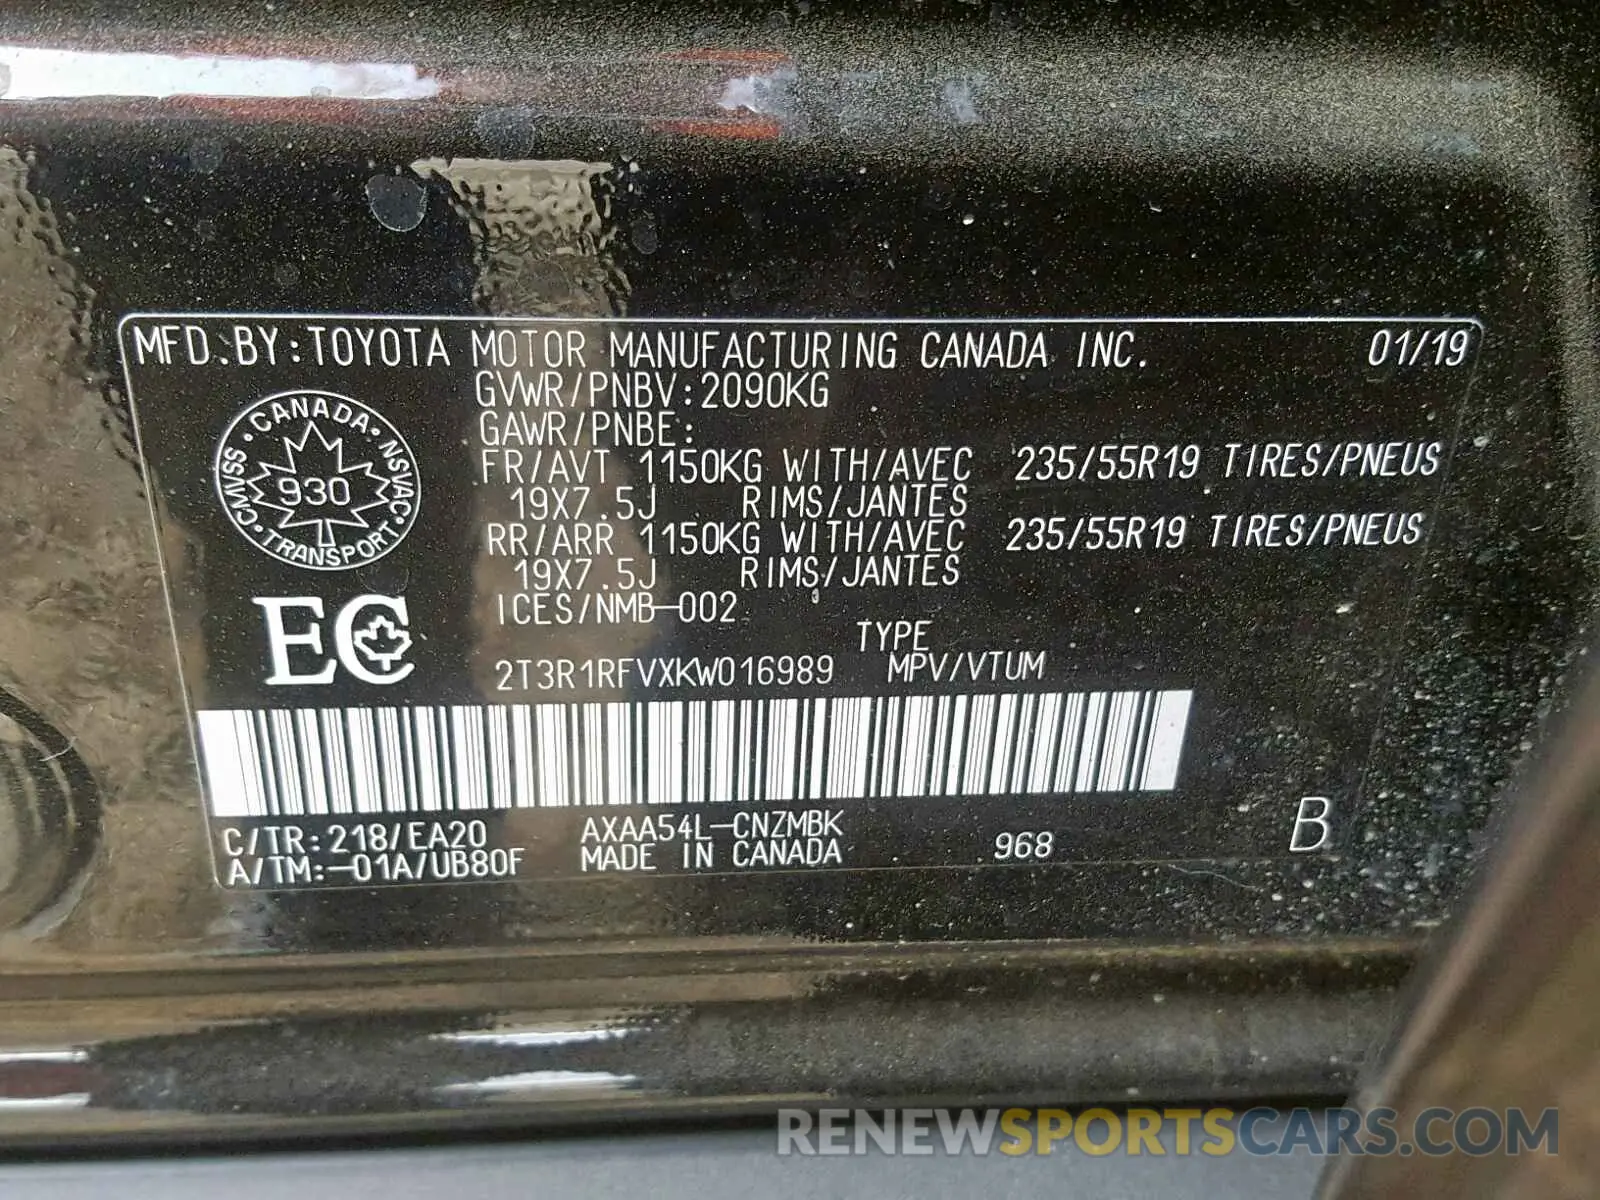 MFD.BY:TOYOTA MOTOR MANUFACTURING CANADA INC. 01/19
GVWR/PNBV:2090KG
GAWR/PNBE:
FR/AVT 1150KG WITH/AVEC 235/55R19 TIRES/PNEUS
19X7.5J RIMS/JANTES
RR/ARR 1150KG WITH/AVEC 235/55R19 TIRES/PNEUS
19X7.5J RIMS/JANTES
ICES/NMB-002
CANADA
CMVSS
NSVAC
930
TRANSPORT
EC
TYPE
2T3R1RFVXKW016989 MPV/VTUM
C/TR:218/EA20 AXAA54L-CNZMBK
A/TM:-01A/UB80F MADE IN CANADA 968 B
RENEWSPORTSCARS.COM